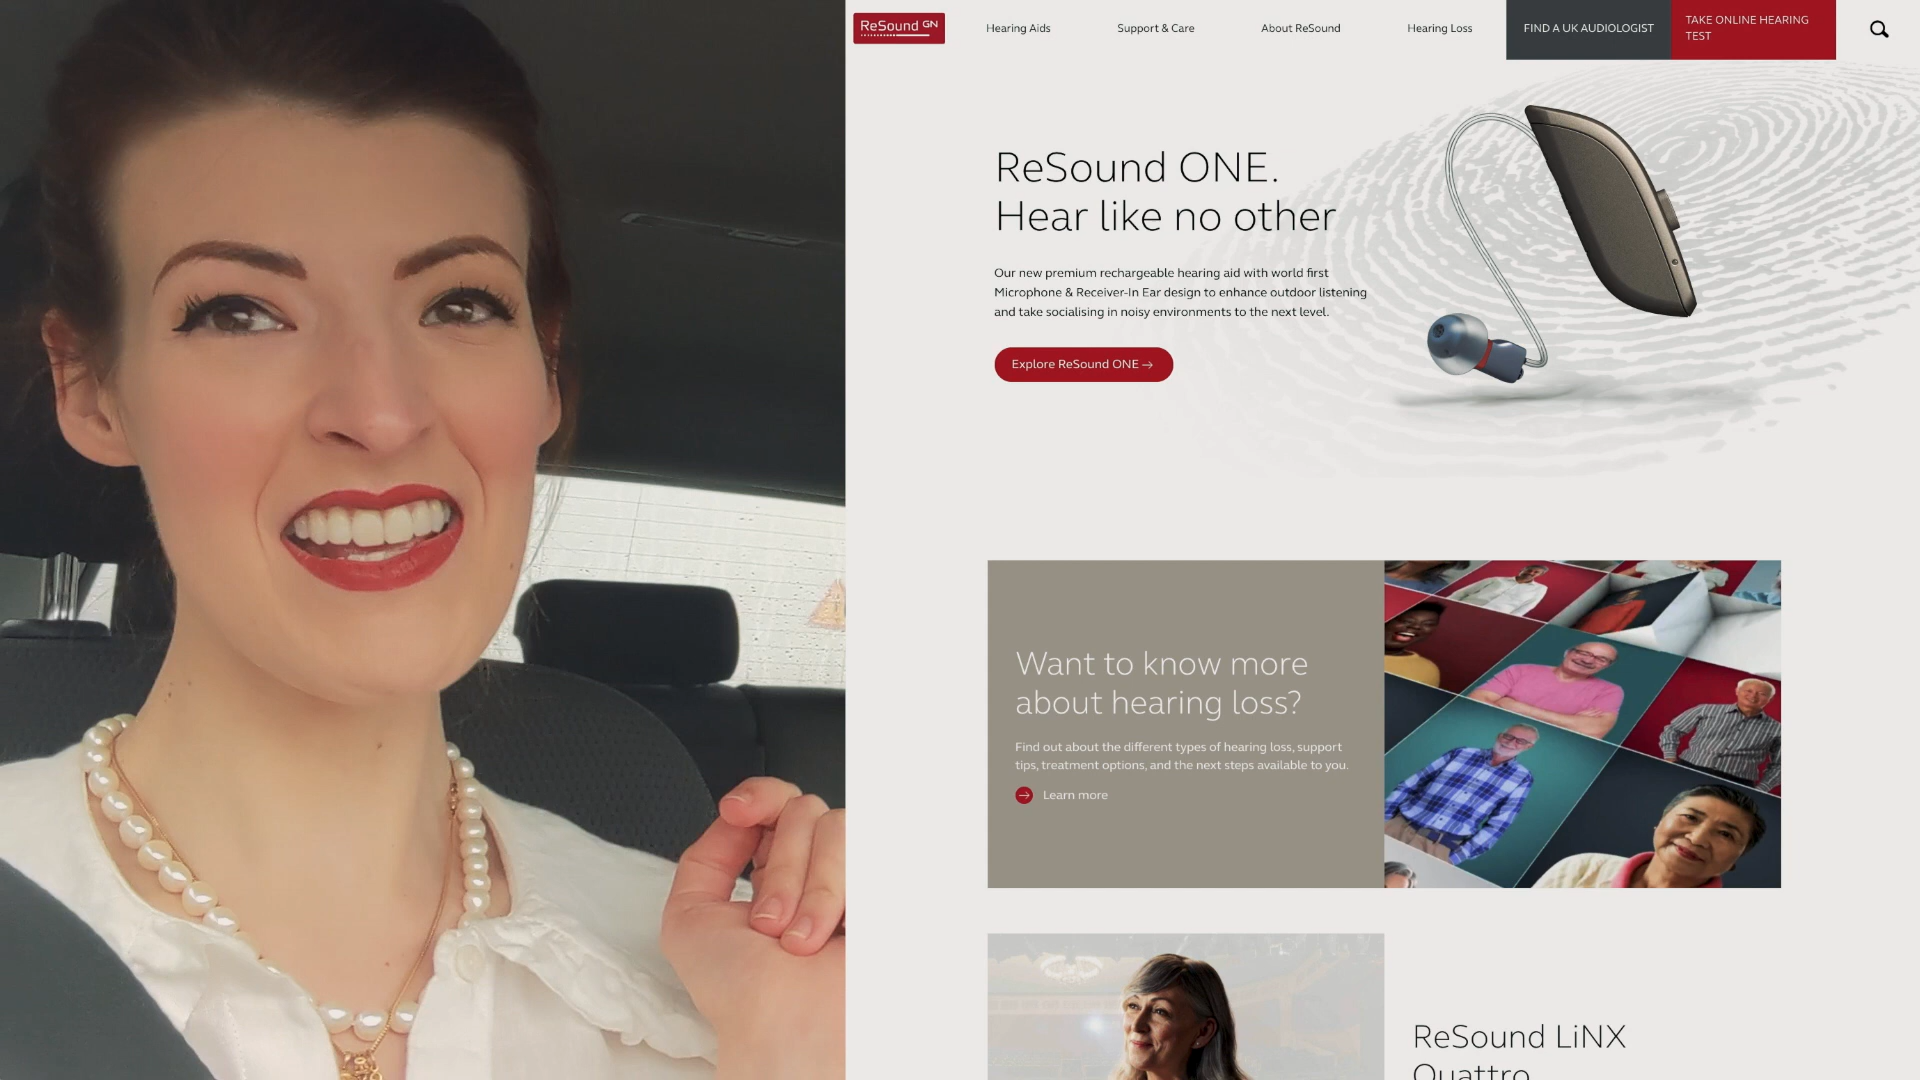 ReSound GN
Hearing Aids
Support & Care
About ReSound
Hearing Loss
FIND A UK AUDIOLOGIST
TAKE ONLINE HEARING
TEST
ReSound ONE.
Hear like no other
Our new premium rechargeable hearing aid with world first
Microphone & Receiver-In Ear design to enhance outdoor listening
and take socialising in noisy environments to the next level.
Explore ReSound ONE →
Want to know more
about hearing loss?
Find out about the different types of hearing loss, support
tips, treatment options, and the next steps available to you.
Learn more
ReSound LiNX
Quattro